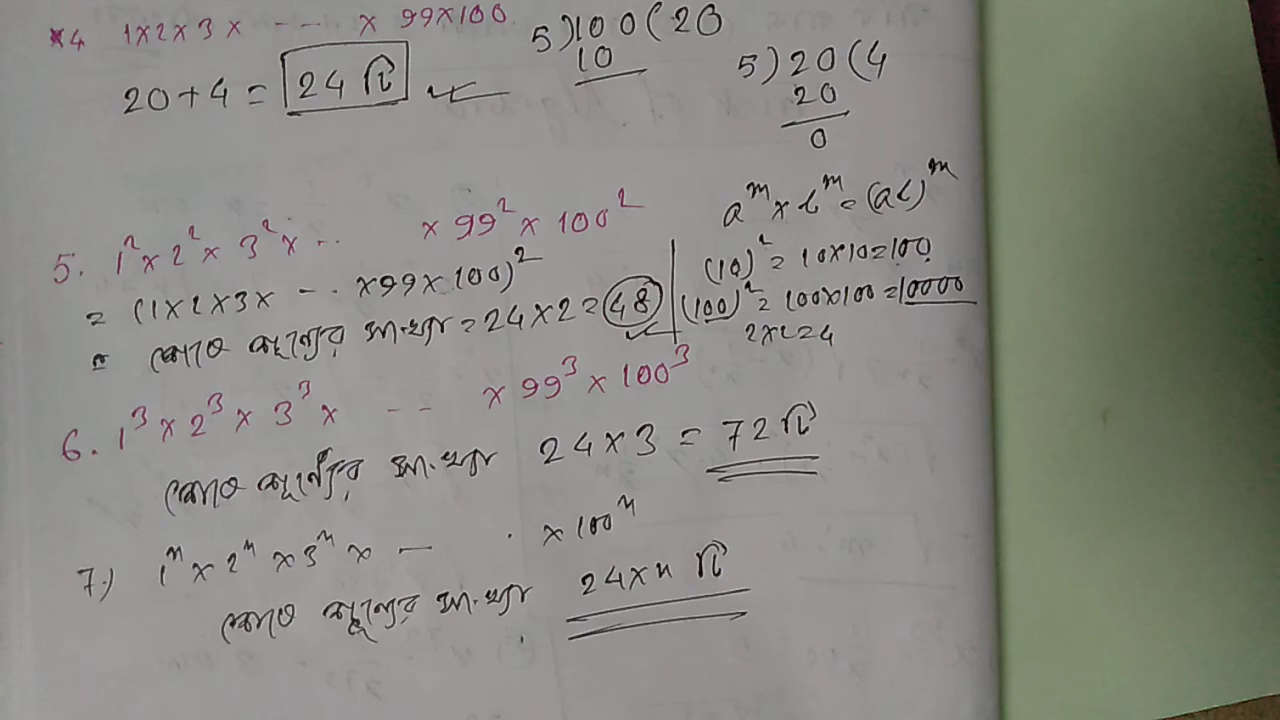 *4 1×2×3× ---- × 99×100
5)100(20
10
20+4 = 24 টি
5)20(4
20
0
5. 1²×2²×3²×.. ×99²×100²
aᵐ×bᵐ=(ab)ᵐ
= (1×2×3× --.. ×99×100)²
(10)²=10×10=100
= মোট শূন্যের সংখ্যা = 24×2 = 48
(100)²=100×100=10000
2×2=4
6. 1³×2³×3³× -- ×99³×100³
মোট শূন্যের সংখ্যা 24×3 = 72 টি
7.) 1ⁿ×2ⁿ×3ⁿ× — . ×100ⁿ
মোট শূন্যের সংখ্যা 24×n টি